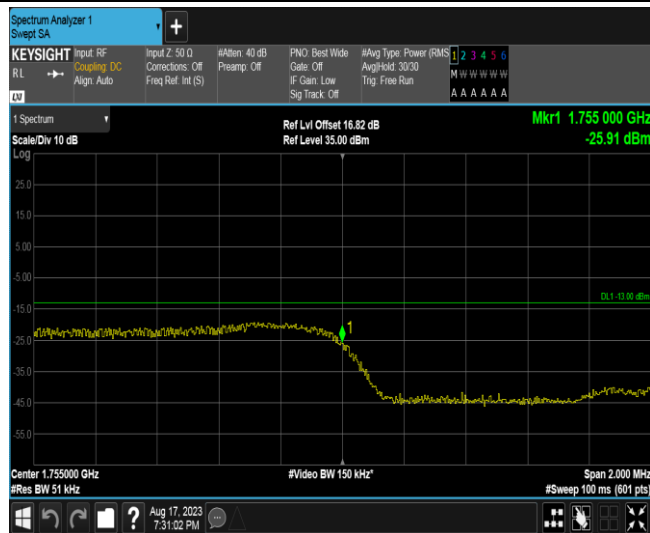 Spectrum Analyzer 1
Swept SA
+
KEYSIGHT
RL
Input: RF
Coupling: DC
Align: Auto
Input Z: 50 Ω
Corrections: Off
Freq Ref: Int (S)
#Atten: 40 dB
Preamp: Off
PNO: Best Wide
Gate: Off
IF Gain: Low
Sig Track: Off
#Avg Type: Power (RMS
Avg|Hold: 30/30
Trig: Free Run
1 2 3 4 5 6
M W W W W W
A A A A A A
LXI
1 Spectrum
Scale/Div 10 dB
Log
Ref Lvl Offset 16.82 dB
Ref Level 35.00 dBm
Mkr1 1.755 000 GHz
-25.91 dBm
25.0
15.0
5.00
-5.00
-15.0
-25.0
-35.0
-45.0
-55.0
DL1 -13.00 dBm
1
Center 1.755000 GHz
#Res BW 51 kHz
#Video BW 150 kHz*
Span 2.000 MHz
#Sweep 100 ms (601 pts)
?
Aug 17, 2023
7:31:02 PM